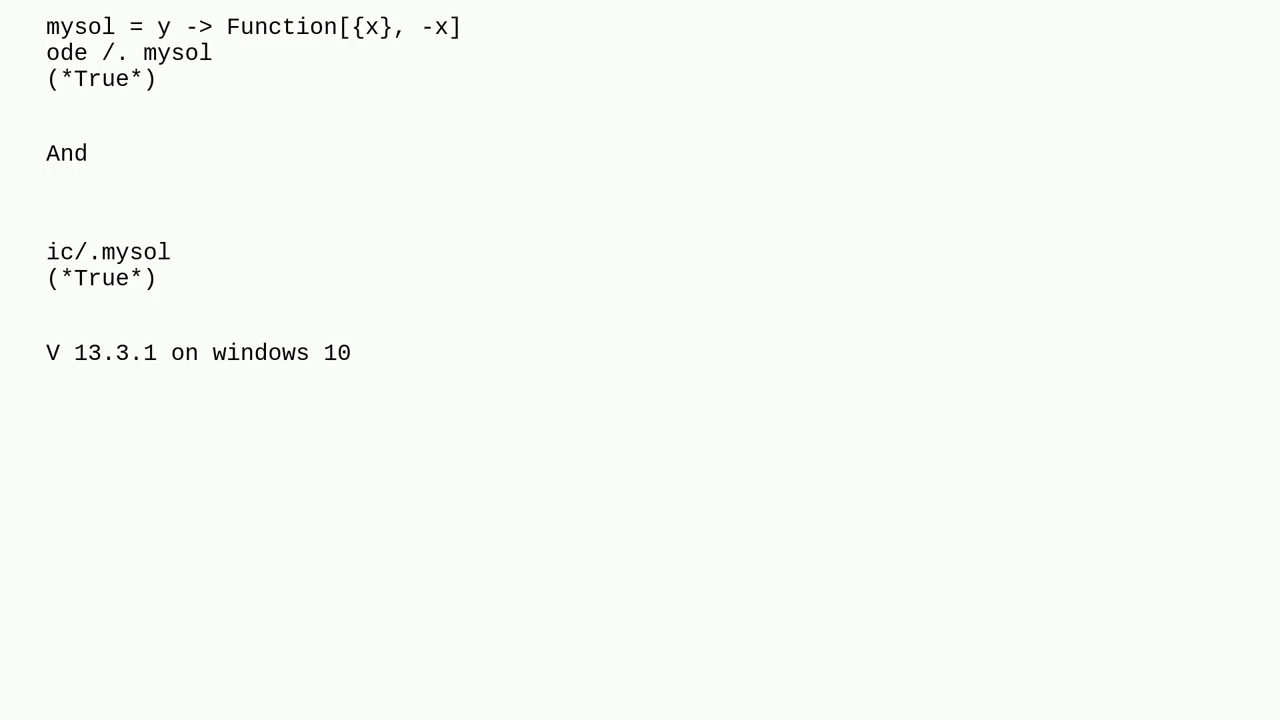 mysol = y -> Function[{x}, -x]
ode /. mysol
(*True*)
And
ic/.mysol
(*True*)
V 13.3.1 on windows 10